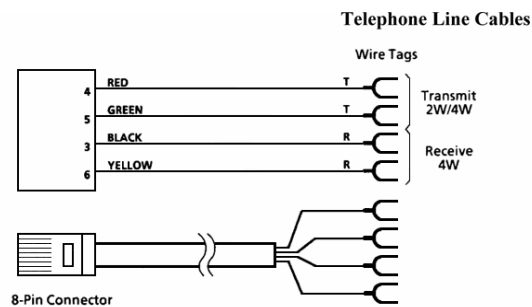 Telephone Line Cables
Wire Tags
4 RED T
5 GREEN T
Transmit
2W/4W
3 BLACK R
6 YELLOW R
Receive
4W
8-Pin Connector